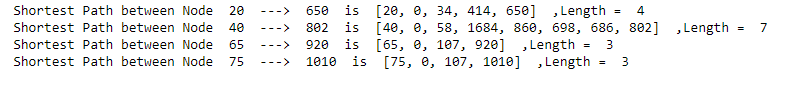 Shortest Path between Node  20  --->  650  is  [20, 0, 34, 414, 650]  ,Length =  4
Shortest Path between Node  40  --->  802  is  [40, 0, 58, 1684, 860, 698, 686, 802]  ,Length =  7
Shortest Path between Node  65  --->  920  is  [65, 0, 107, 920]  ,Length =  3
Shortest Path between Node  75  --->  1010  is  [75, 0, 107, 1010]  ,Length =  3